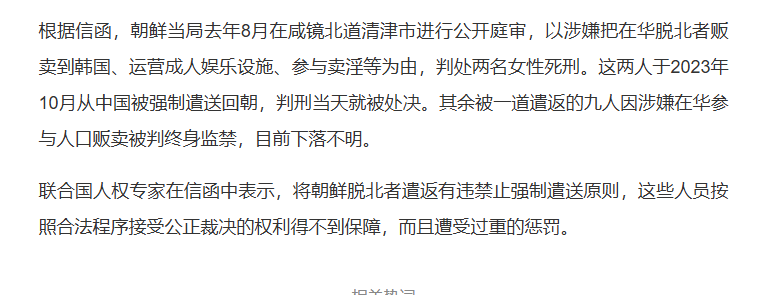 根据信函，朝鲜当局去年8月在咸镜北道清津市进行公开庭审，以涉嫌把在华脱北者贩
卖到韩国、运营成人娱乐设施、参与卖淫等为由，判处两名女性死刑。这两人于2023年
10月从中国被强制遣送回朝，判刑当天就被处决。其余被一道遣返的九人因涉嫌在华参
与人口贩卖被判终身监禁，目前下落不明。
联合国人权专家在信函中表示，将朝鲜脱北者遣返有违禁止强制遣送原则，这些人员按
照合法程序接受公正裁决的权利得不到保障，而且遭受过重的惩罚。
相关热词